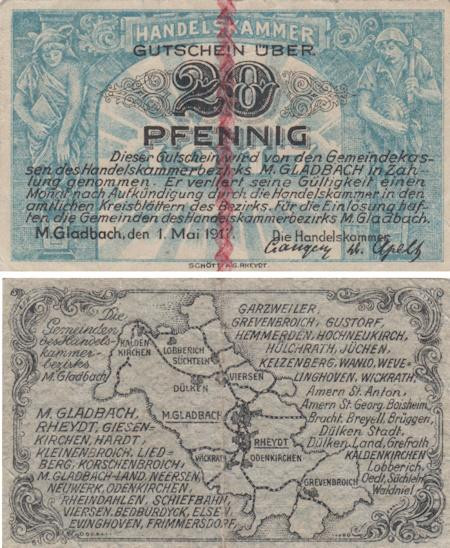 HANDELSKAMMER
GUTSCHEIN ÜBER
20
PFENNIG
Dieser Gutschein wird von den Gemeindekas-
sen des Handelskammerbezirks M. GLADBACH in Zah-
lung genommen. Er verliert seine Gültigkeit einen
Monat nach Aufkündigung durch die Handelskammer in den
amtlichen Kreisblättern des Bezirks. Für die Einlösung haf-
ten die Gemeinden des Handelskammerbezirks M. Gladbach.
M. Gladbach, den 1. Mai 1917. Die Handelskammer
SCHÖTT A.G. RHEYDT.
Die
Gemeinden
des Handels-
kammer-
bezirks
M. Gladbach
M. GLADBACH,
RHEYDT, GIESEN-
KIRCHEN, HARDT,
KLEINENBROICH, LIED-
BERG, KORSCHENBROICH,
M. GLADBACH-LAND, NEERSEN,
NEUWERK, ODENKIRCHEN,
RHEINDAHLEN, SCHIEFBAHN,
VIERSEN, BEDBURDYCK, ELSEN,
EVINGHOVEN, FRIMMERSDORF,
KALDEN
KIRCHEN
LOBBERICH
SÜCHTELN
DÜLKEN
VIERSEN
M. GLADBACH
RHEYDT
WICKRATH
ODENKIRCHEN
GREVENBROICH
GARZWEILER,
GREVENBROICH, GUSTORF,
HEMMERDEN, HOCHNEUKIRCH,
HÜLCHRATH, JÜCHEN,
KELZENBERG, WANLO, WEVE-
LINGHOVEN, WICKRATH,
Amern St. Anton,
Amern St. Georg, Boisheim,
Bracht, Breyell, Brüggen,
Dülken Stadt,
Dülken Land, Grefrath
KALDENKIRCHEN
Lobberich,
Oedt, Süchteln
Waldniel